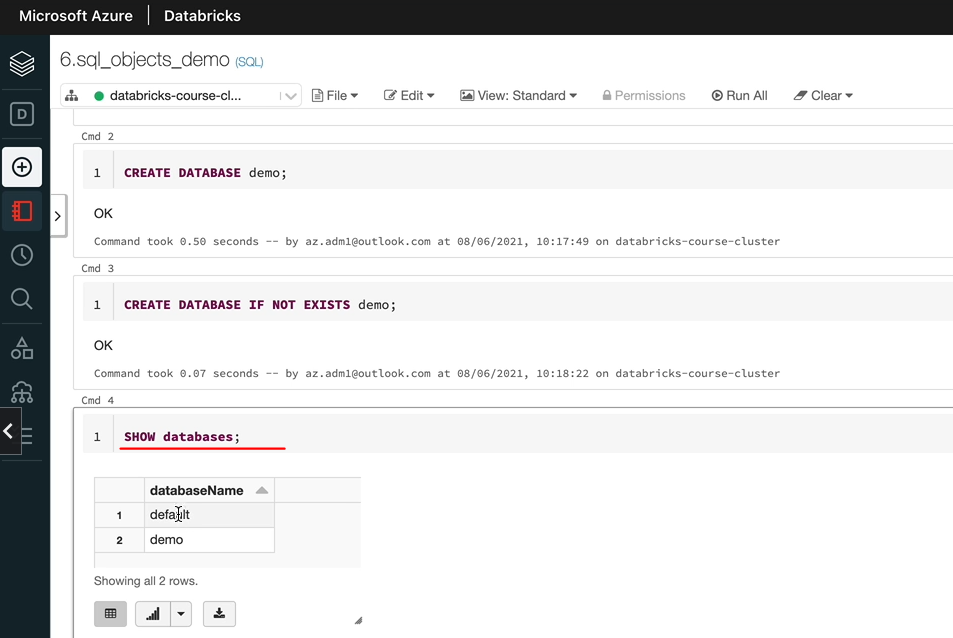 Microsoft Azure | Databricks
6.sql_objects_demo (SQL)
databricks-course-cl... File Edit View: Standard Permissions Run All Clear
D
Cmd 2
1 CREATE DATABASE demo;
OK
Command took 0.50 seconds -- by az.adm1@outlook.com at 08/06/2021, 10:17:49 on databricks-course-cluster
Cmd 3
1 CREATE DATABASE IF NOT EXISTS demo;
OK
Command took 0.07 seconds -- by az.adm1@outlook.com at 08/06/2021, 10:18:22 on databricks-course-cluster
Cmd 4
1 SHOW databases;
databaseName
1 default
2 demo
Showing all 2 rows.